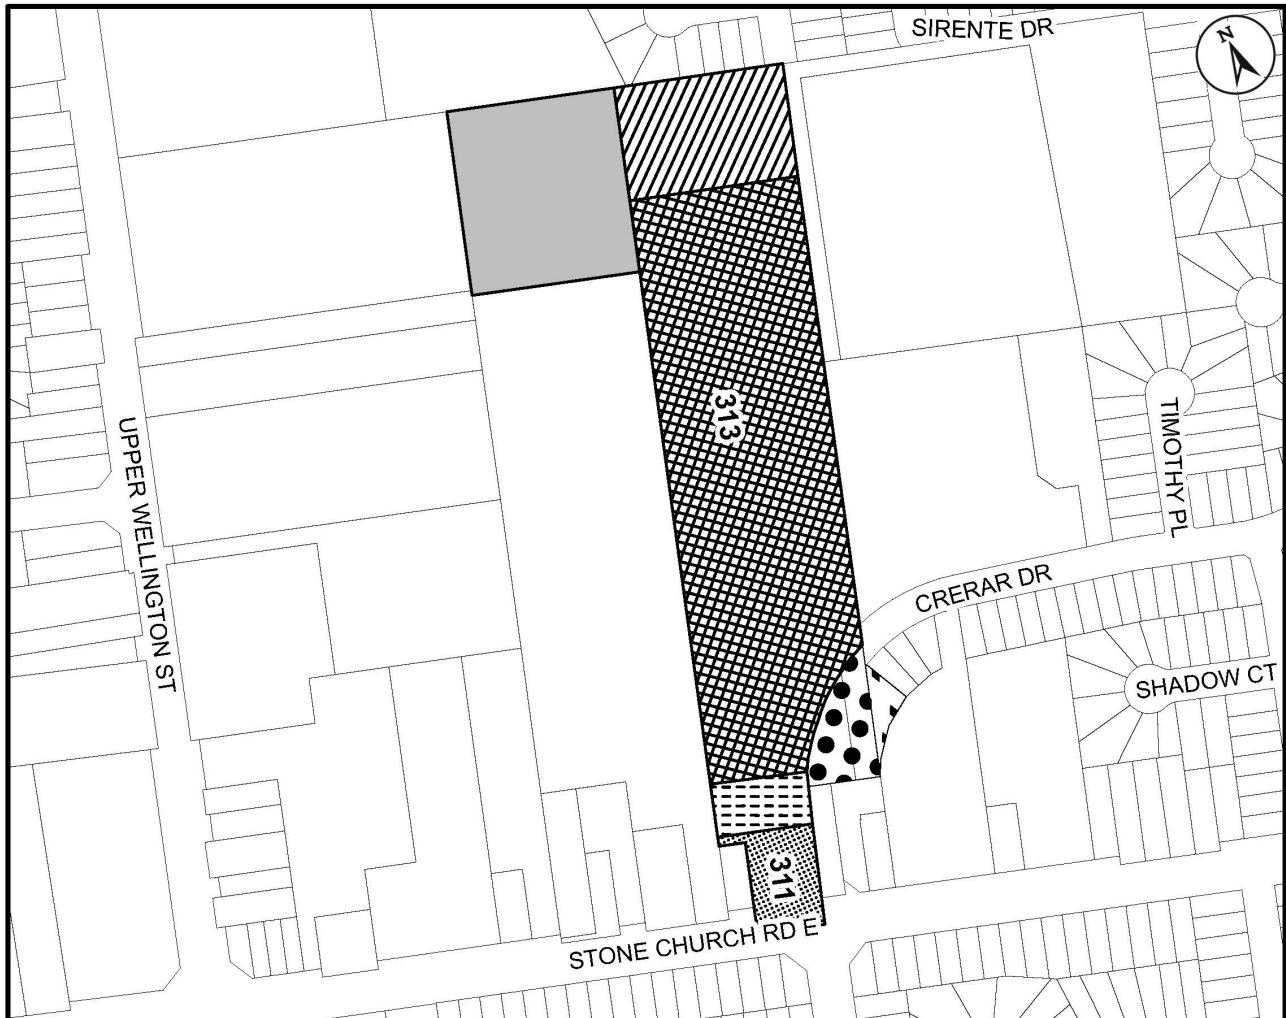 SIRENTE DR
N
313
TIMOTHY PL
UPPER WELLINGTON ST
CRERAR DR
SHADOW CT
311
STONE CHURCH RD E